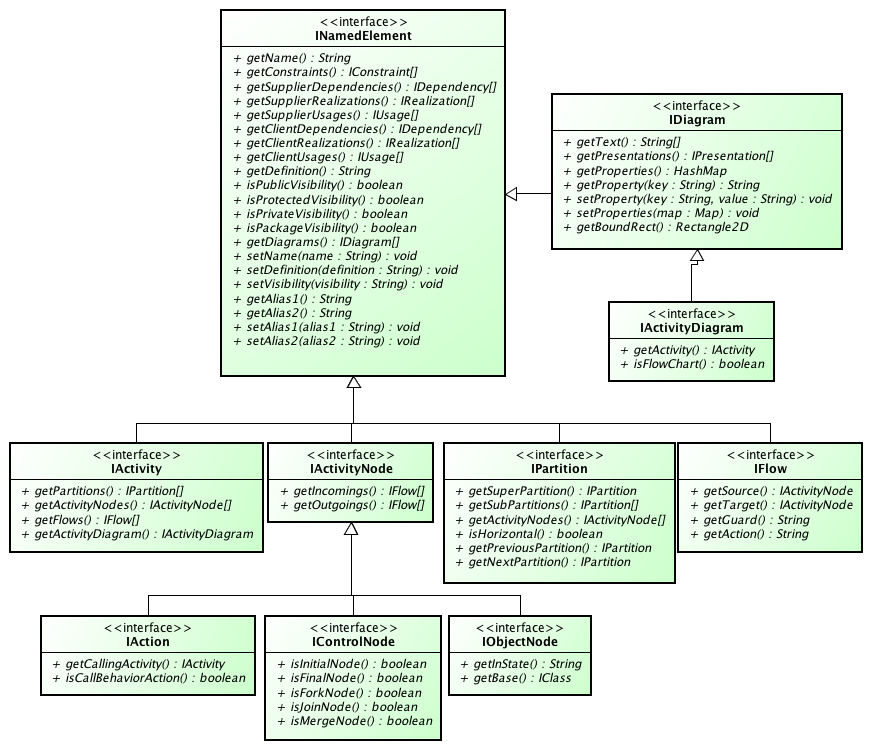 <<interface>>
INamedElement
+ getName() : String
+ getConstraints() : IConstraint[]
+ getSupplierDependencies() : IDependency[]
+ getSupplierRealizations() : IRealization[]
+ getSupplierUsages() : IUsage[]
+ getClientDependencies() : IDependency[]
+ getClientRealizations() : IRealization[]
+ getClientUsages() : IUsage[]
+ getDefinition() : String
+ isPublicVisibility() : boolean
+ isProtectedVisibility() : boolean
+ isPrivateVisibility() : boolean
+ isPackageVisibility() : boolean
+ getDiagrams() : IDiagram[]
+ setName(name : String) : void
+ setDefinition(definition : String) : void
+ setVisibility(visibility : String) : void
+ getAlias1() : String
+ getAlias2() : String
+ setAlias1(alias1 : String) : void
+ setAlias2(alias2 : String) : void
<<interface>>
IDiagram
+ getText() : String[]
+ getPresentations() : IPresentation[]
+ getProperties() : HashMap
+ getProperty(key : String) : String
+ setProperty(key : String, value : String) : void
+ setProperties(map : Map) : void
+ getBoundRect() : Rectangle2D
<<interface>>
IActivityDiagram
+ getActivity() : IActivity
+ isFlowChart() : boolean
<<interface>>
IActivity
+ getPartitions() : IPartition[]
+ getActivityNodes() : IActivityNode[]
+ getFlows() : IFlow[]
+ getActivityDiagram() : IActivityDiagram
<<interface>>
IActivityNode
+ getIncomings() : IFlow[]
+ getOutgoings() : IFlow[]
<<interface>>
IPartition
+ getSuperPartition() : IPartition
+ getSubPartitions() : IPartition[]
+ getActivityNodes() : IActivityNode[]
+ isHorizontal() : boolean
+ getPreviousPartition() : IPartition
+ getNextPartition() : IPartition
<<interface>>
IFlow
+ getSource() : IActivityNode
+ getTarget() : IActivityNode
+ getGuard() : String
+ getAction() : String
<<interface>>
IAction
+ getCallingActivity() : IActivity
+ isCallBehaviorAction() : boolean
<<interface>>
IControlNode
+ isInitialNode() : boolean
+ isFinalNode() : boolean
+ isForkNode() : boolean
+ isJoinNode() : boolean
+ isMergeNode() : boolean
<<interface>>
IObjectNode
+ getInState() : String
+ getBase() : IClass